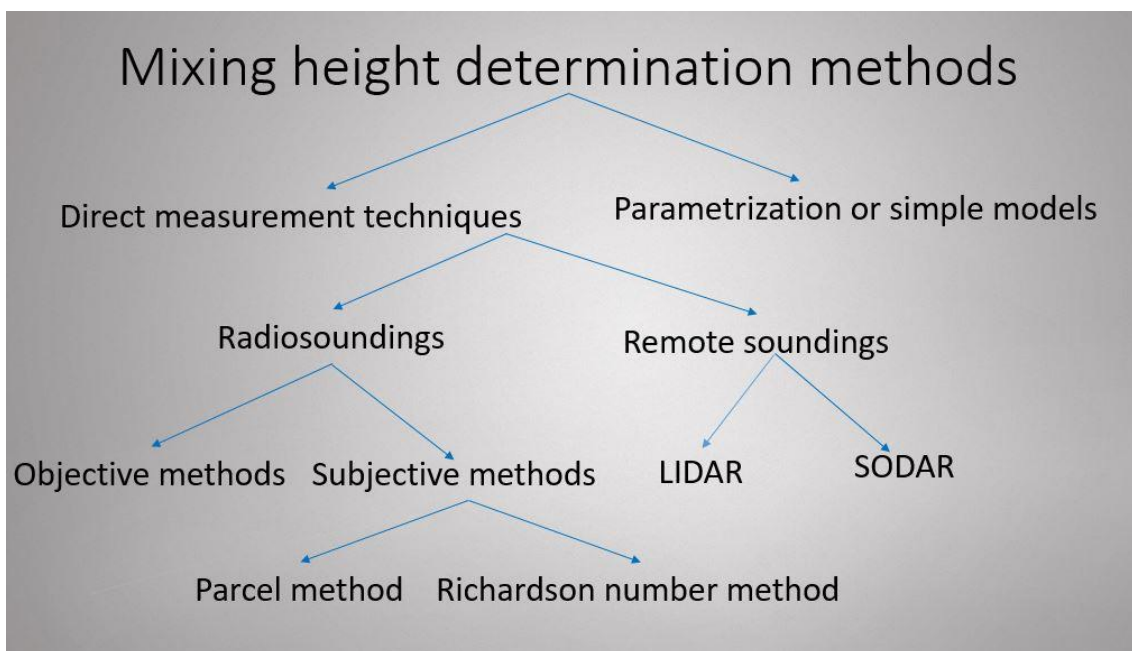 Mixing height determination methods
Direct measurement techniques
Parametrization or simple models
Radiosoundings
Remote soundings
Objective methods
Subjective methods
LIDAR
SODAR
Parcel method
Richardson number method